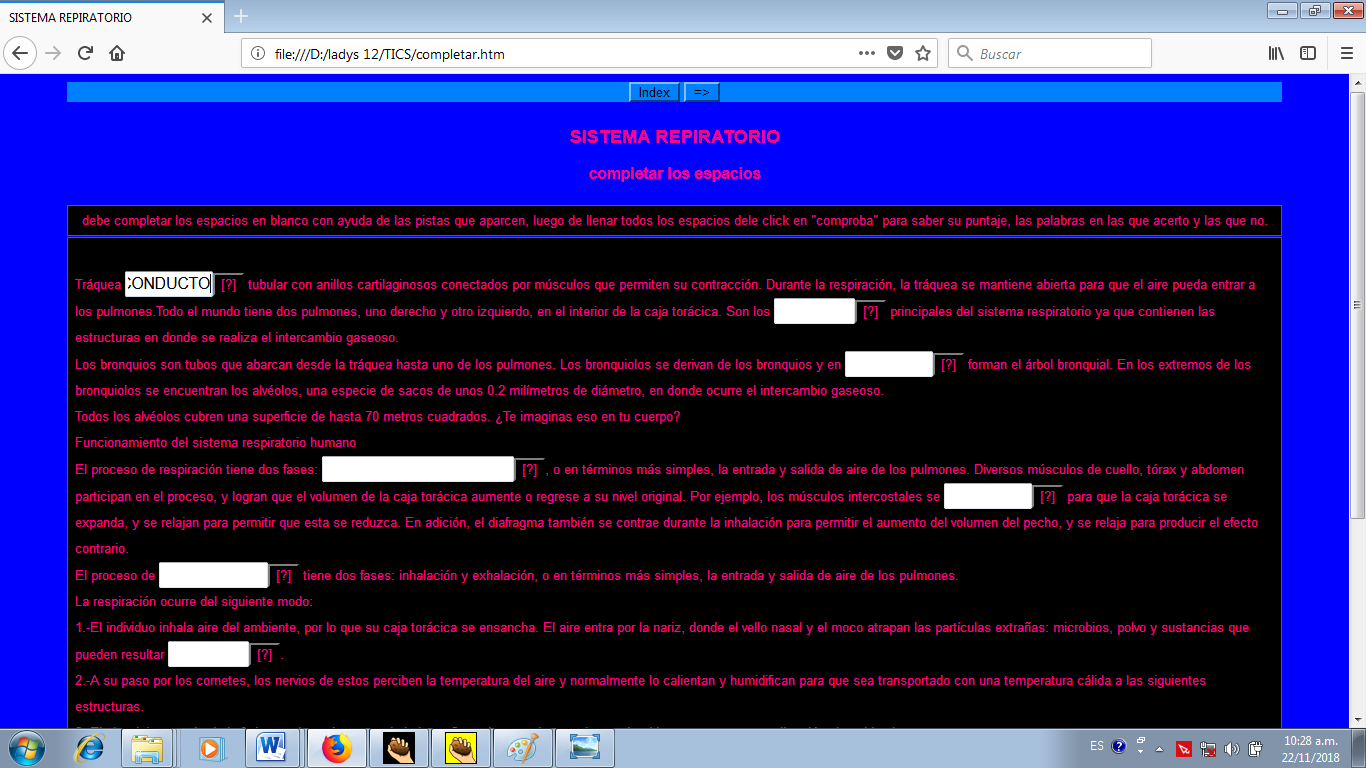 SISTEMA REPIRATORIO
file:///D:/ladys 12/TICS/completar.htm
Buscar
Index =>
SISTEMA REPIRATORIO
completar los espacios
debe completar los espacios en blanco con ayuda de las pistas que aparcen, luego de llenar todos los espacios dele click en "comproba" para saber su puntaje, las palabras en las que acerto y las que no.
Tráquea CONDUCTO [?] tubular con anillos cartilaginosos conectados por músculos que permiten su contracción. Durante la respiración, la tráquea se mantiene abierta para que el aire pueda entrar a
los pulmones.Todo el mundo tiene dos pulmones, uno derecho y otro izquierdo, en el interior de la caja torácica. Son los [?] principales del sistema respiratorio ya que contienen las
estructuras en donde se realiza el intercambio gaseoso.
Los bronquios son tubos que abarcan desde la tráquea hasta uno de los pulmones. Los bronquiolos se derivan de los bronquios y en [?] forman el árbol bronquial. En los extremos de los
bronquiolos se encuentran los alvéolos, una especie de sacos de unos 0.2 milímetros de diámetro, en donde ocurre el intercambio gaseoso.
Todos los alvéolos cubren una superficie de hasta 70 metros cuadrados. ¿Te imaginas eso en tu cuerpo?
Funcionamiento del sistema respiratorio humano
El proceso de respiración tiene dos fases: [?] , o en términos más simples, la entrada y salida de aire de los pulmones. Diversos músculos de cuello, tórax y abdomen
participan en el proceso, y logran que el volumen de la caja torácica aumente o regrese a su nivel original. Por ejemplo, los músculos intercostales se [?] para que la caja torácica se
expanda, y se relajan para permitir que esta se reduzca. En adición, el diafragma también se contrae durante la inhalación para permitir el aumento del volumen del pecho, y se relaja para producir el efecto
contrario.
El proceso de [?] tiene dos fases: inhalación y exhalación, o en términos más simples, la entrada y salida de aire de los pulmones.
La respiración ocurre del siguiente modo:
1.-El individuo inhala aire del ambiente, por lo que su caja torácica se ensancha. El aire entra por la nariz, donde el vello nasal y el moco atrapan las partículas extrañas: microbios, polvo y sustancias que
pueden resultar [?] .
2.-A su paso por los cornetes, los nervios de estos perciben la temperatura del aire y normalmente lo calientan y humidifican para que sea transportado con una temperatura cálida a las siguientes
estructuras.
ES
10:28 a.m.
22/11/2018